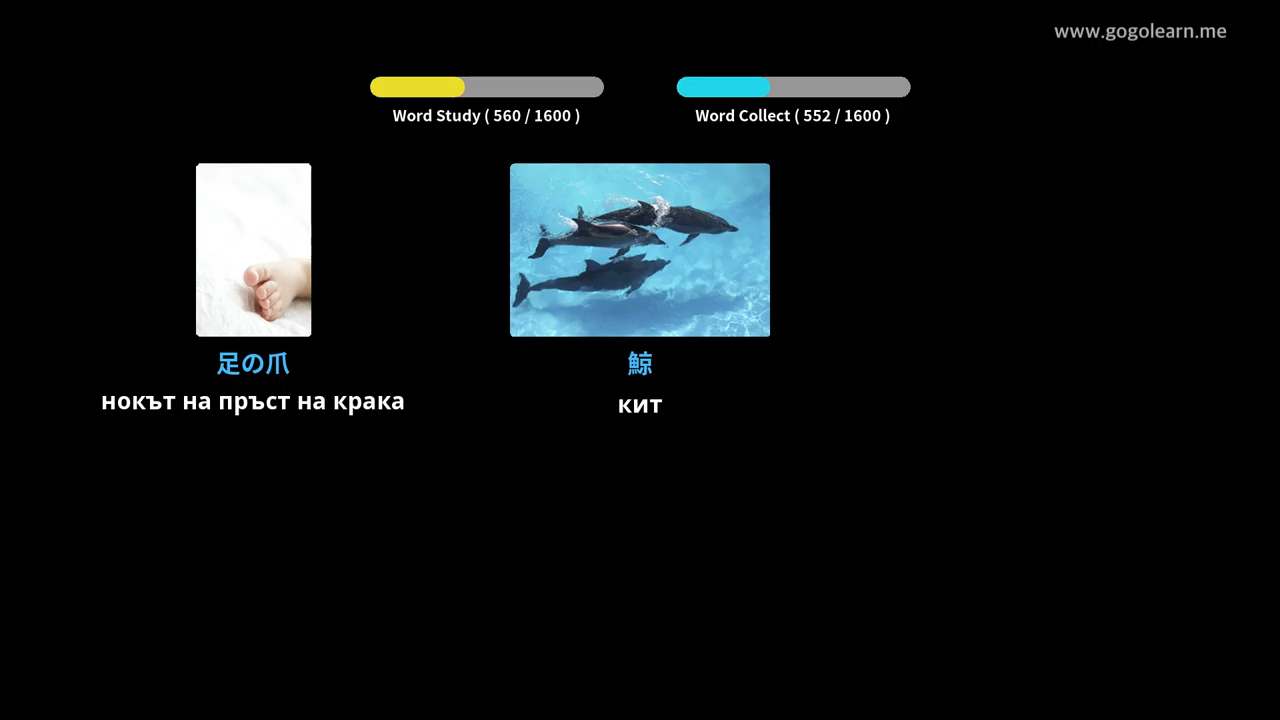 www.gogolearn.me
Word Study ( 560 / 1600 )
Word Collect ( 552 / 1600 )
足の爪
нокът на пръст на крака
鯨
кит